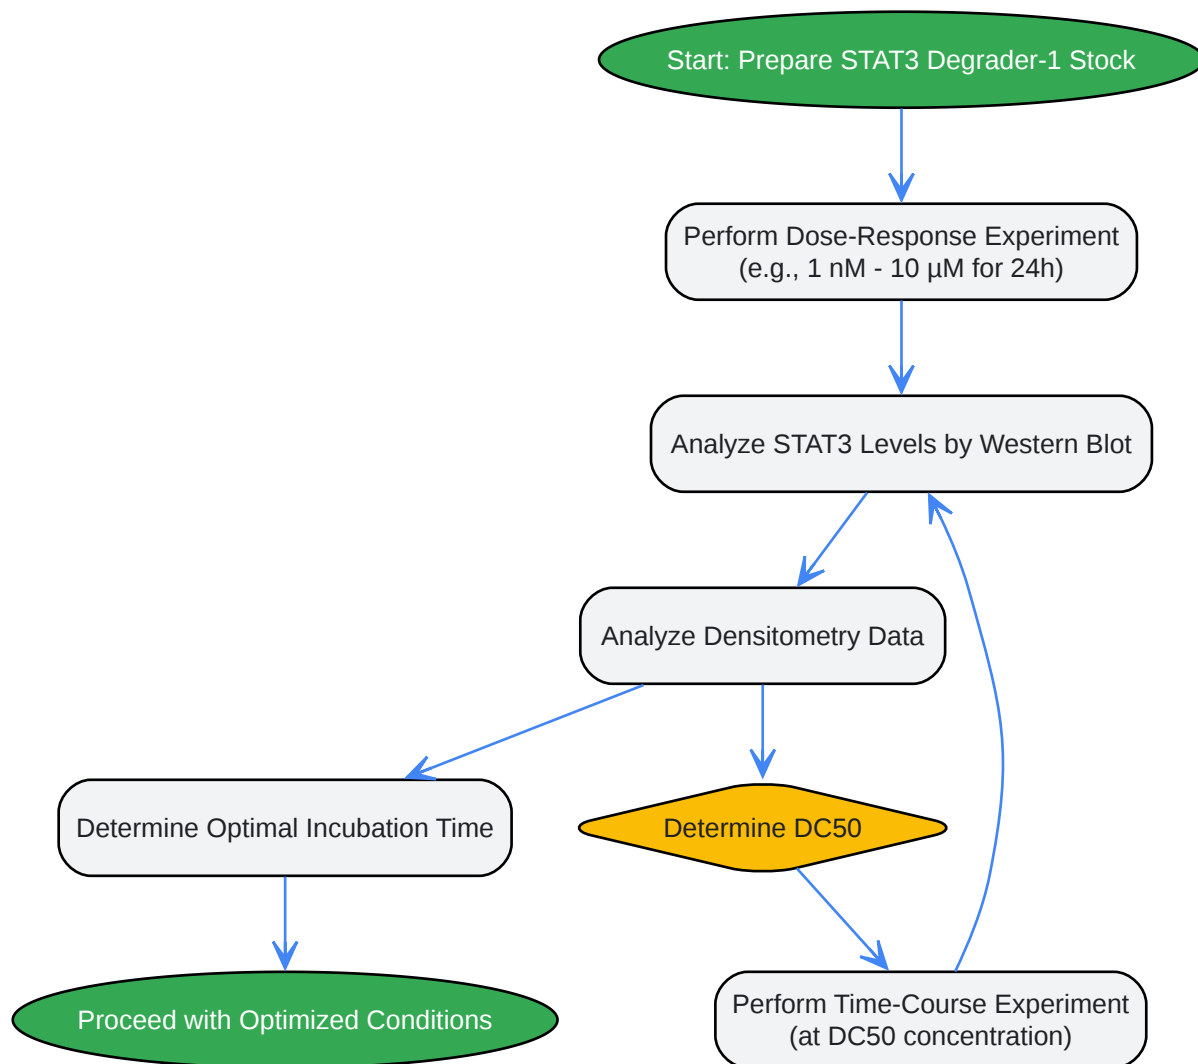 Start: Prepare STAT3 Degrader-1 Stock
Perform Dose-Response Experiment
(e.g., 1 nM - 10 µM for 24h)
Analyze STAT3 Levels by Western Blot
Analyze Densitometry Data
Determine Optimal Incubation Time
Determine DC50
Proceed with Optimized Conditions
Perform Time-Course Experiment
(at DC50 concentration)